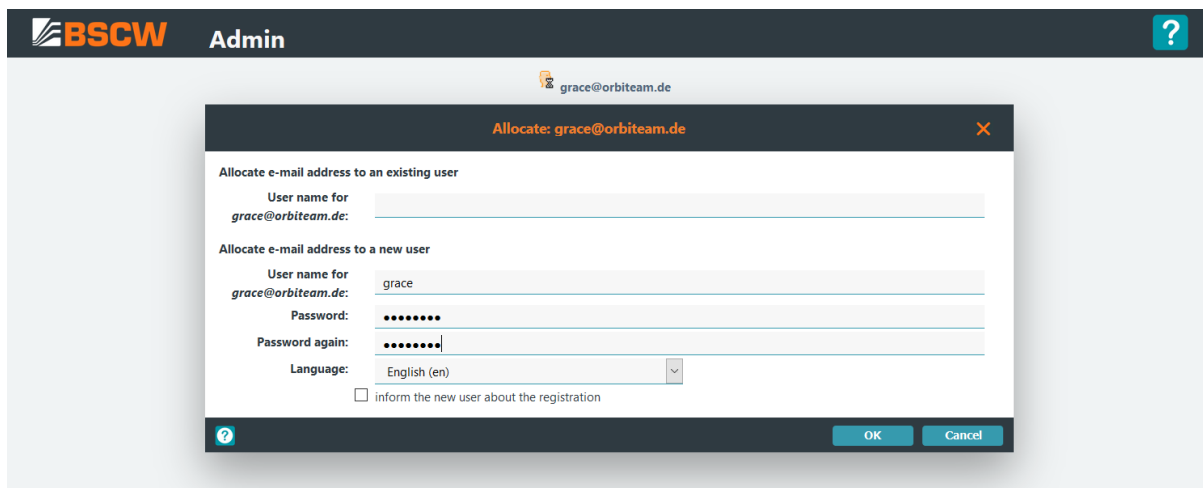 BSCW Admin ?
grace@orbiteam.de
Allocate: grace@orbiteam.de
Allocate e-mail address to an existing user
User name for
grace@orbiteam.de:
Allocate e-mail address to a new user
User name for
grace@orbiteam.de:
grace
Password: ●●●●●●●●
Password again: ●●●●●●●●
Language: English (en)
inform the new user about the registration
? OK Cancel